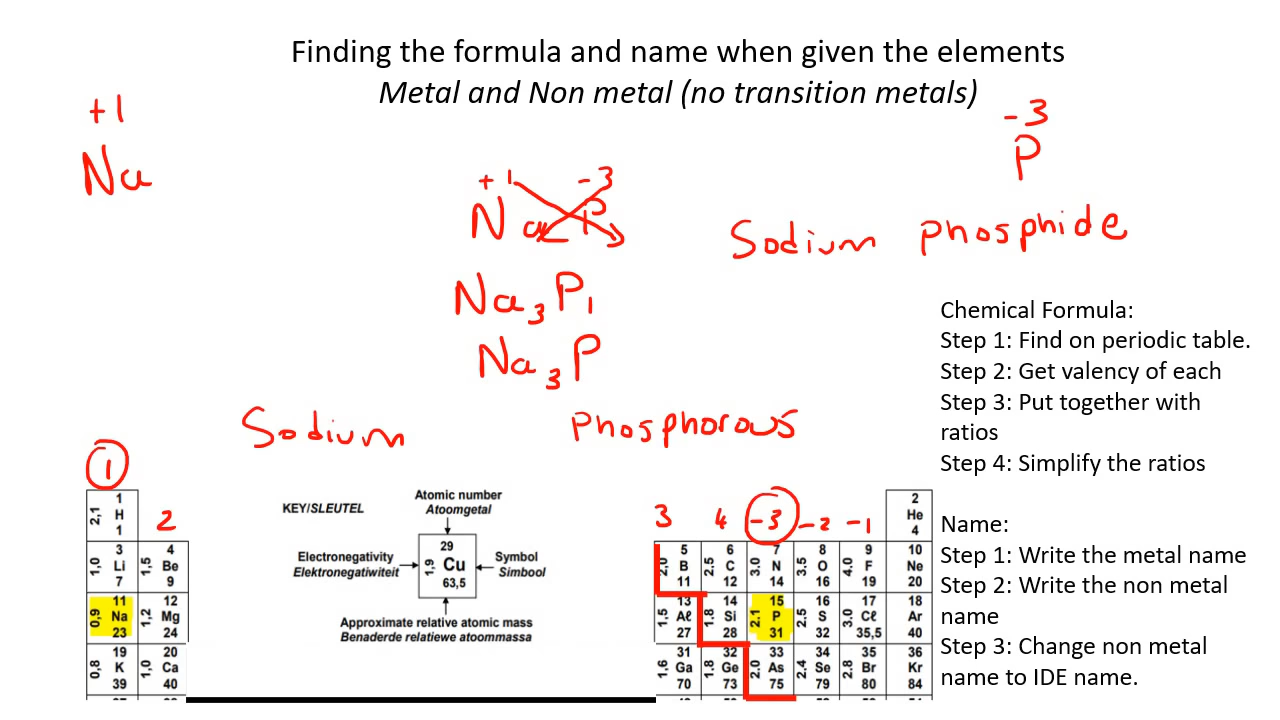 Finding the formula and name when given the elements
Metal and Non metal (no transition metals)
+1
Na
-3
P
+1 -3
Na P
Sodium Phosphide
Na3P1
Na3P
Sodium
Phosphorous
Chemical Formula:
Step 1: Find on periodic table.
Step 2: Get valency of each
Step 3: Put together with
ratios
Step 4: Simplify the ratios
Name:
Step 1: Write the metal name
Step 2: Write the non metal
name
Step 3: Change non metal
name to IDE name.
1
2
3 4 -3 -2 -1
KEY/SLEUTEL
Atomic number
Atoomgetal
Electronegativity
Elektronegatiwiteit
29
1,9 Cu
63,5
Symbol
Simbool
Approximate relative atomic mass
Benaderde relatiewe atoommassa
1
2,1 H
1
3 4
1,0 Li 1,5 Be
7 9
11 12
0,9 Na 1,2 Mg
23 24
19 20
0,8 K 1,0 Ca
39 40
2
He
4
5 6 7 8 9 10
2,0 B 2,5 C 3,0 N 3,5 O 4,0 F Ne
11 12 14 16 19 20
13 14 15 16 17 18
1,5 Aℓ 1,8 Si 2,1 P 2,5 S 3,0 Cℓ Ar
27 28 31 32 35,5 40
31 32 33 34 35 36
1,6 Ga 1,8 Ge 2,0 As 2,4 Se 2,8 Br Kr
70 73 75 79 80 84